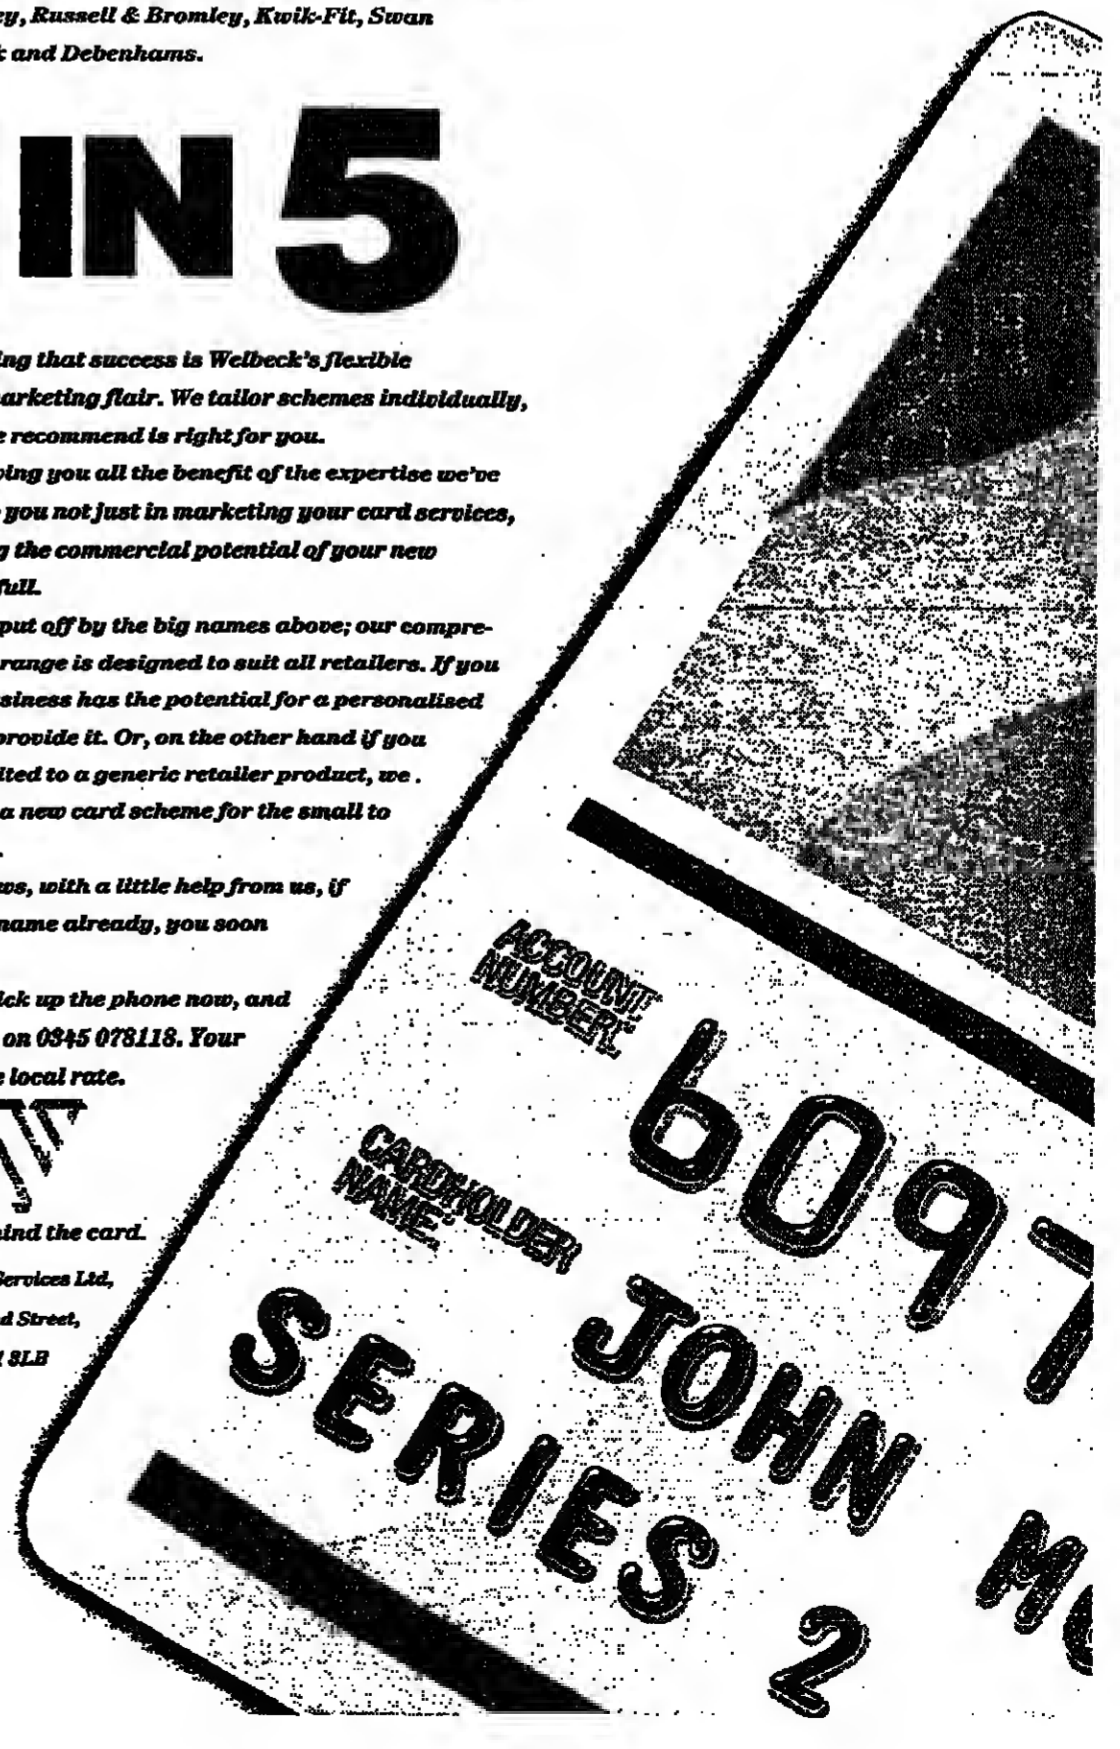 ey, Russell & Bromley, Kwik-Fit, Swan
k and Debenhams.
IN 5
ing that success is Welbeck's flexible
arketing flair. We tailor schemes individually,
e recommend is right for you.
ing you all the benefit of the expertise we've
you not just in marketing your card services,
g the commercial potential of your new
full.
put off by the big names above; our compre-
range is designed to suit all retailers. If you
siness has the potential for a personalised
provide it. Or, on the other hand if you
ited to a generic retailer product, we.
a new card scheme for the small to
ws, with a little help from us, if
name already, you soon
ick up the phone now, and
on 0345 078118. Your
e local rate.
ind the card.
Services Ltd,
d Street,
8LB
ACCOUNT
NUMBER:
6097
CARDHOLDER
NAME:
JOHN MO
SERIES 2